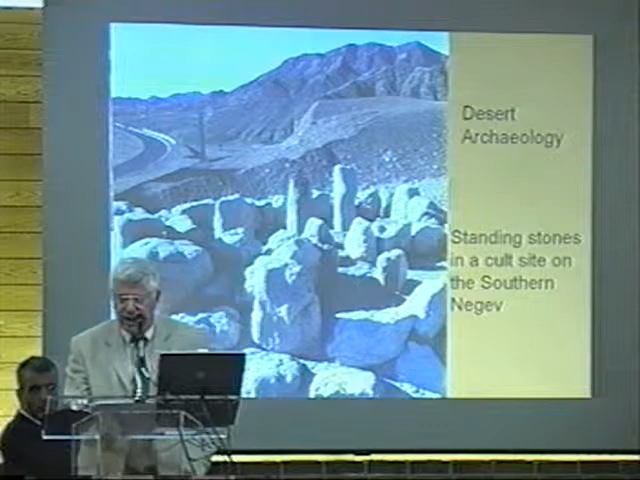 Desert
Archaeology
Standing stones
in a cult site on
the Southern
Negev